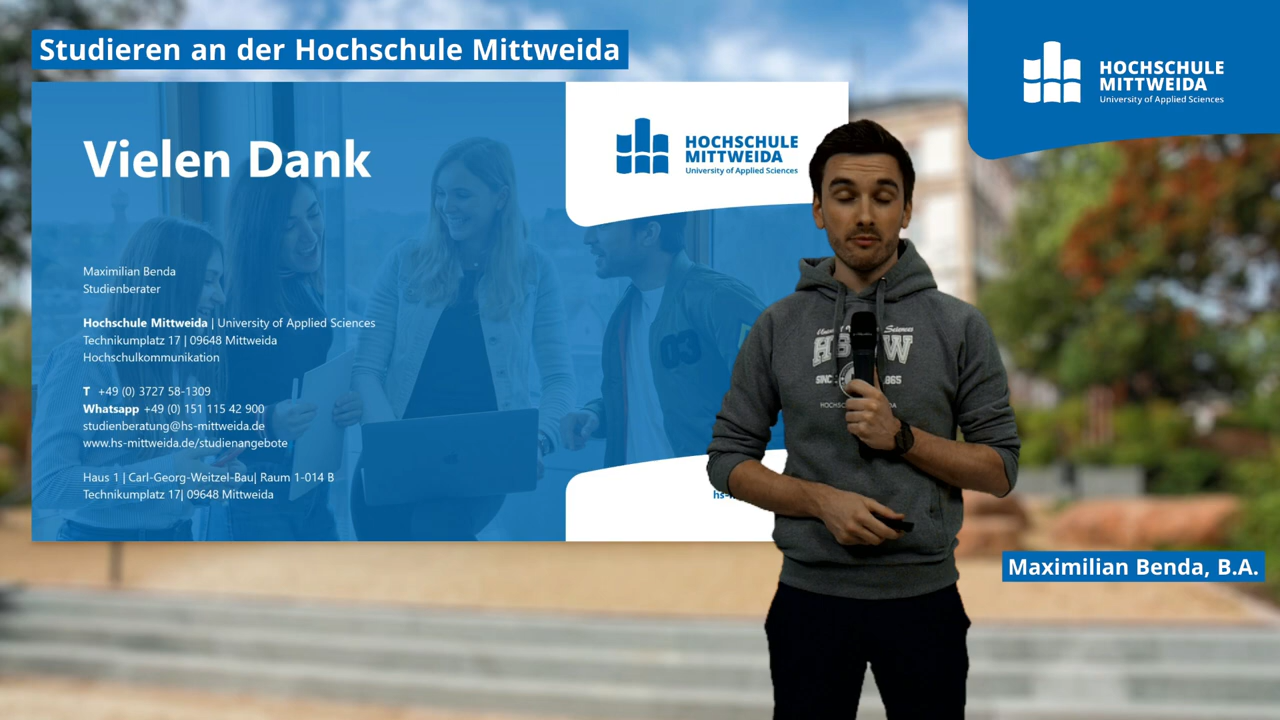 Studieren an der Hochschule Mittweida
HOCHSCHULE
MITTWEIDA
University of Applied Sciences
Vielen Dank
HOCHSCHULE
MITTWEIDA
University of Applied Sciences
Maximilian Benda
Studienberater
Hochschule Mittweida | University of Applied Sciences
Technikumplatz 17 | 09648 Mittweida
Hochschulkommunikation
T +49 (0) 3727 58-1309
Whatsapp +49 (0) 151 115 42 900
studienberatung@hs-mittweida.de
www.hs-mittweida.de/studienangebote
Haus 1 | Carl-Georg-Weitzel-Bau| Raum 1-014 B
Technikumplatz 17| 09648 Mittweida
03
Maximilian Benda, B.A.